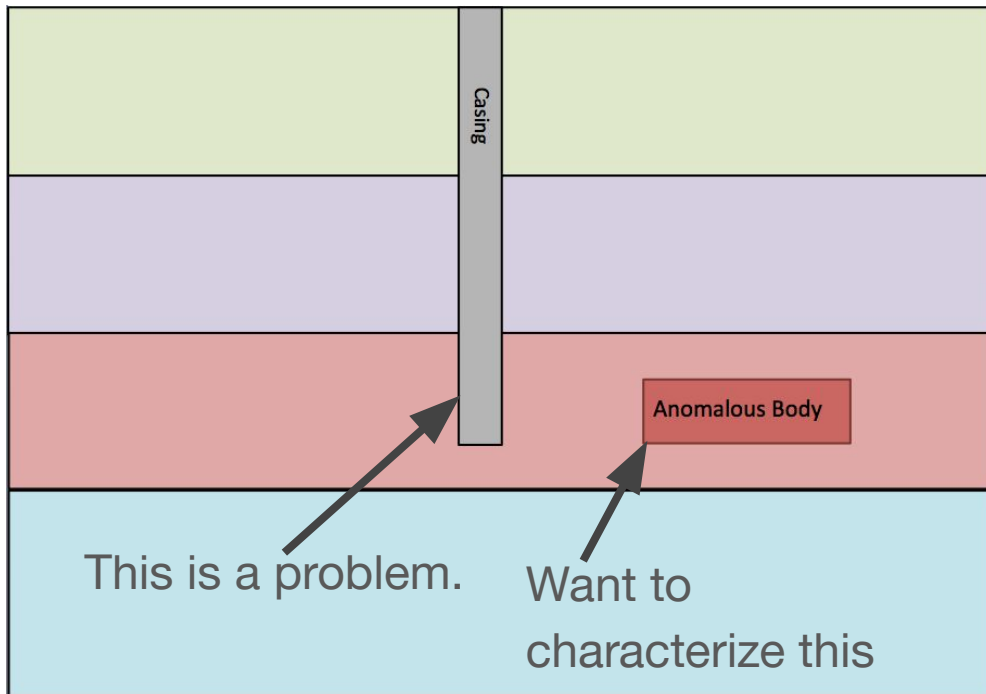 Casing
Anomalous Body
This is a problem.
Want to
characterize this